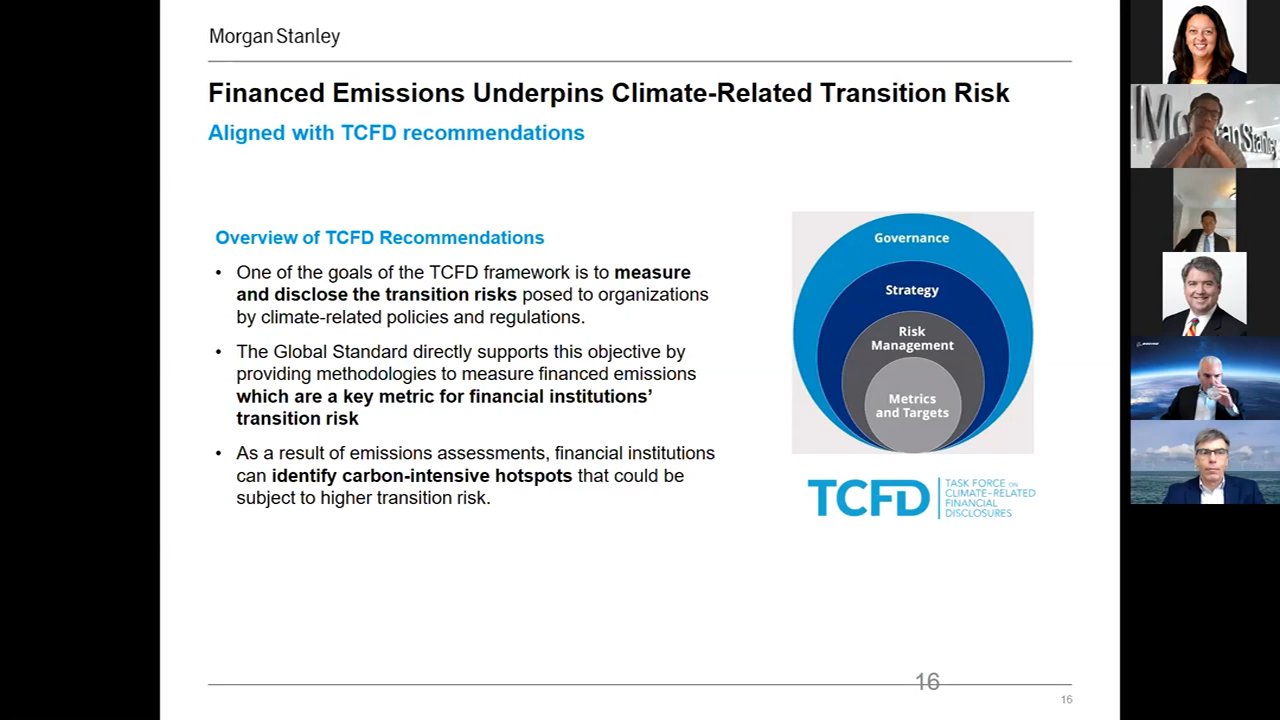 Morgan Stanley
Financed Emissions Underpins Climate-Related Transition Risk
Aligned with TCFD recommendations
Overview of TCFD Recommendations
• One of the goals of the TCFD framework is to measure
and disclose the transition risks posed to organizations
by climate-related policies and regulations.
• The Global Standard directly supports this objective by
providing methodologies to measure financed emissions
which are a key metric for financial institutions’
transition risk
• As a result of emissions assessments, financial institutions
can identify carbon-intensive hotspots that could be
subject to higher transition risk.
Governance
Strategy
Risk
Management
Metrics
and Targets
TCFD
TASK FORCE ON
CLIMATE-RELATED
FINANCIAL
DISCLOSURES
16
16